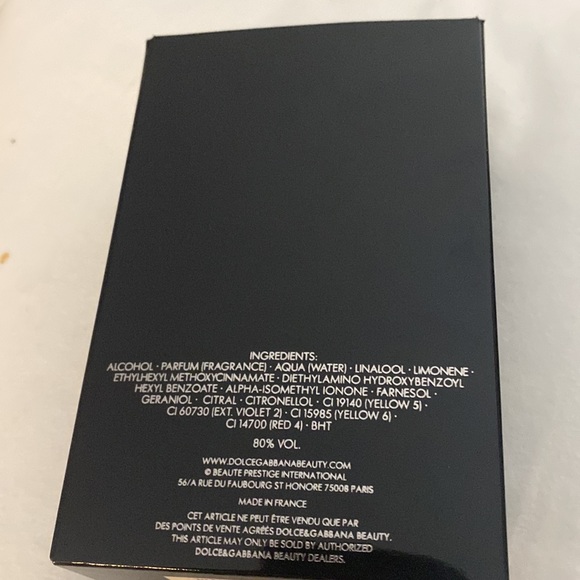 INGREDIENTS:
ALCOHOL · PARFUM (FRAGRANCE) · AQUA (WATER) · LINALOOL · LIMONENE ·
ETHYLHEXYL METHOXYCINNAMATE · DIETHYLAMINO HYDROXYBENZOYL
HEXYL BENZOATE · ALPHA-ISOMETHYL IONONE · FARNESOL ·
GERANIOL · CITRAL · CITRONELLOL · CI 19140 (YELLOW 5) ·
CI 60730 (EXT. VIOLET 2) · CI 15985 (YELLOW 6) ·
CI 14700 (RED 4) · BHT
80% VOL.
WWW.DOLCEGABBANABEAUTY.COM
© BEAUTE PRESTIGE INTERNATIONAL
56/A RUE DU FAUBOURG ST HONORE 75008 PARIS
MADE IN FRANCE
CET ARTICLE NE PEUT ÊTRE VENDU QUE PAR
DES POINTS DE VENTE AGRÉÉS DOLCE&GABBANA BEAUTY.
THIS ARTICLE MAY ONLY BE SOLD BY AUTHORIZED
DOLCE&GABBANA BEAUTY DEALERS.